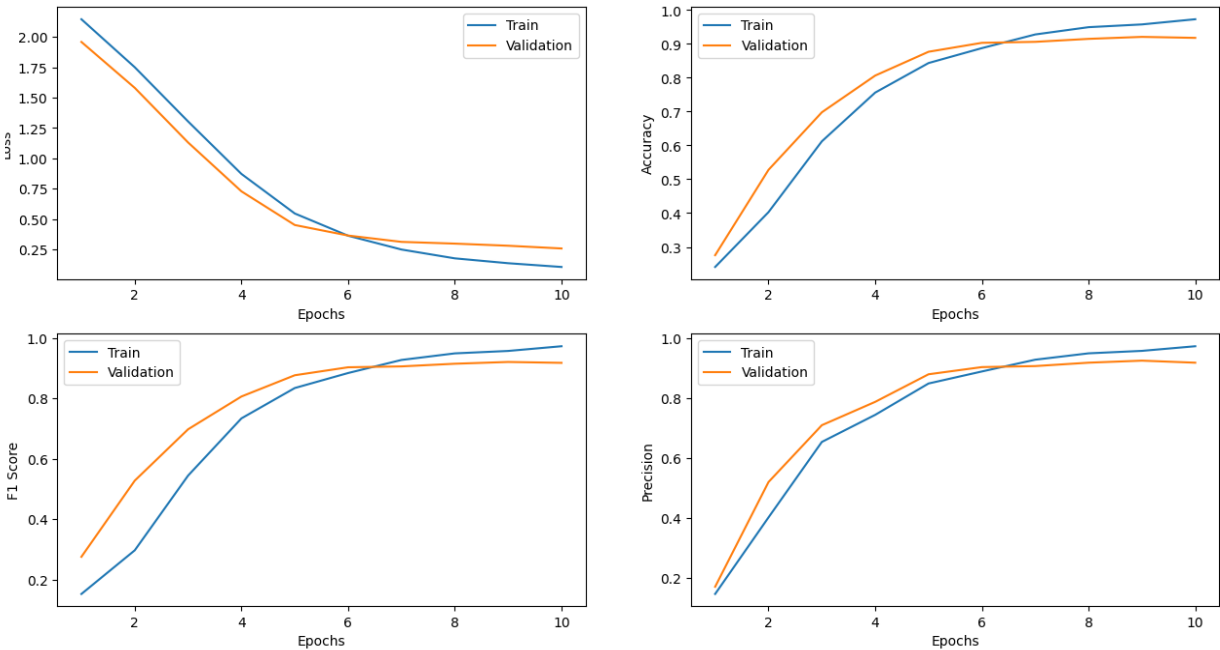 2.00
1.75
1.50
1.25
1.00
0.75
0.50
0.25
Loss
Train
Validation
2 4 6 8 10
Epochs
1.0
0.9
0.8
0.7
0.6
0.5
0.4
0.3
Accuracy
Train
Validation
2 4 6 8 10
Epochs
1.0
0.8
0.6
0.4
0.2
F1 Score
Train
Validation
2 4 6 8 10
Epochs
1.0
0.8
0.6
0.4
0.2
Precision
Train
Validation
2 4 6 8 10
Epochs